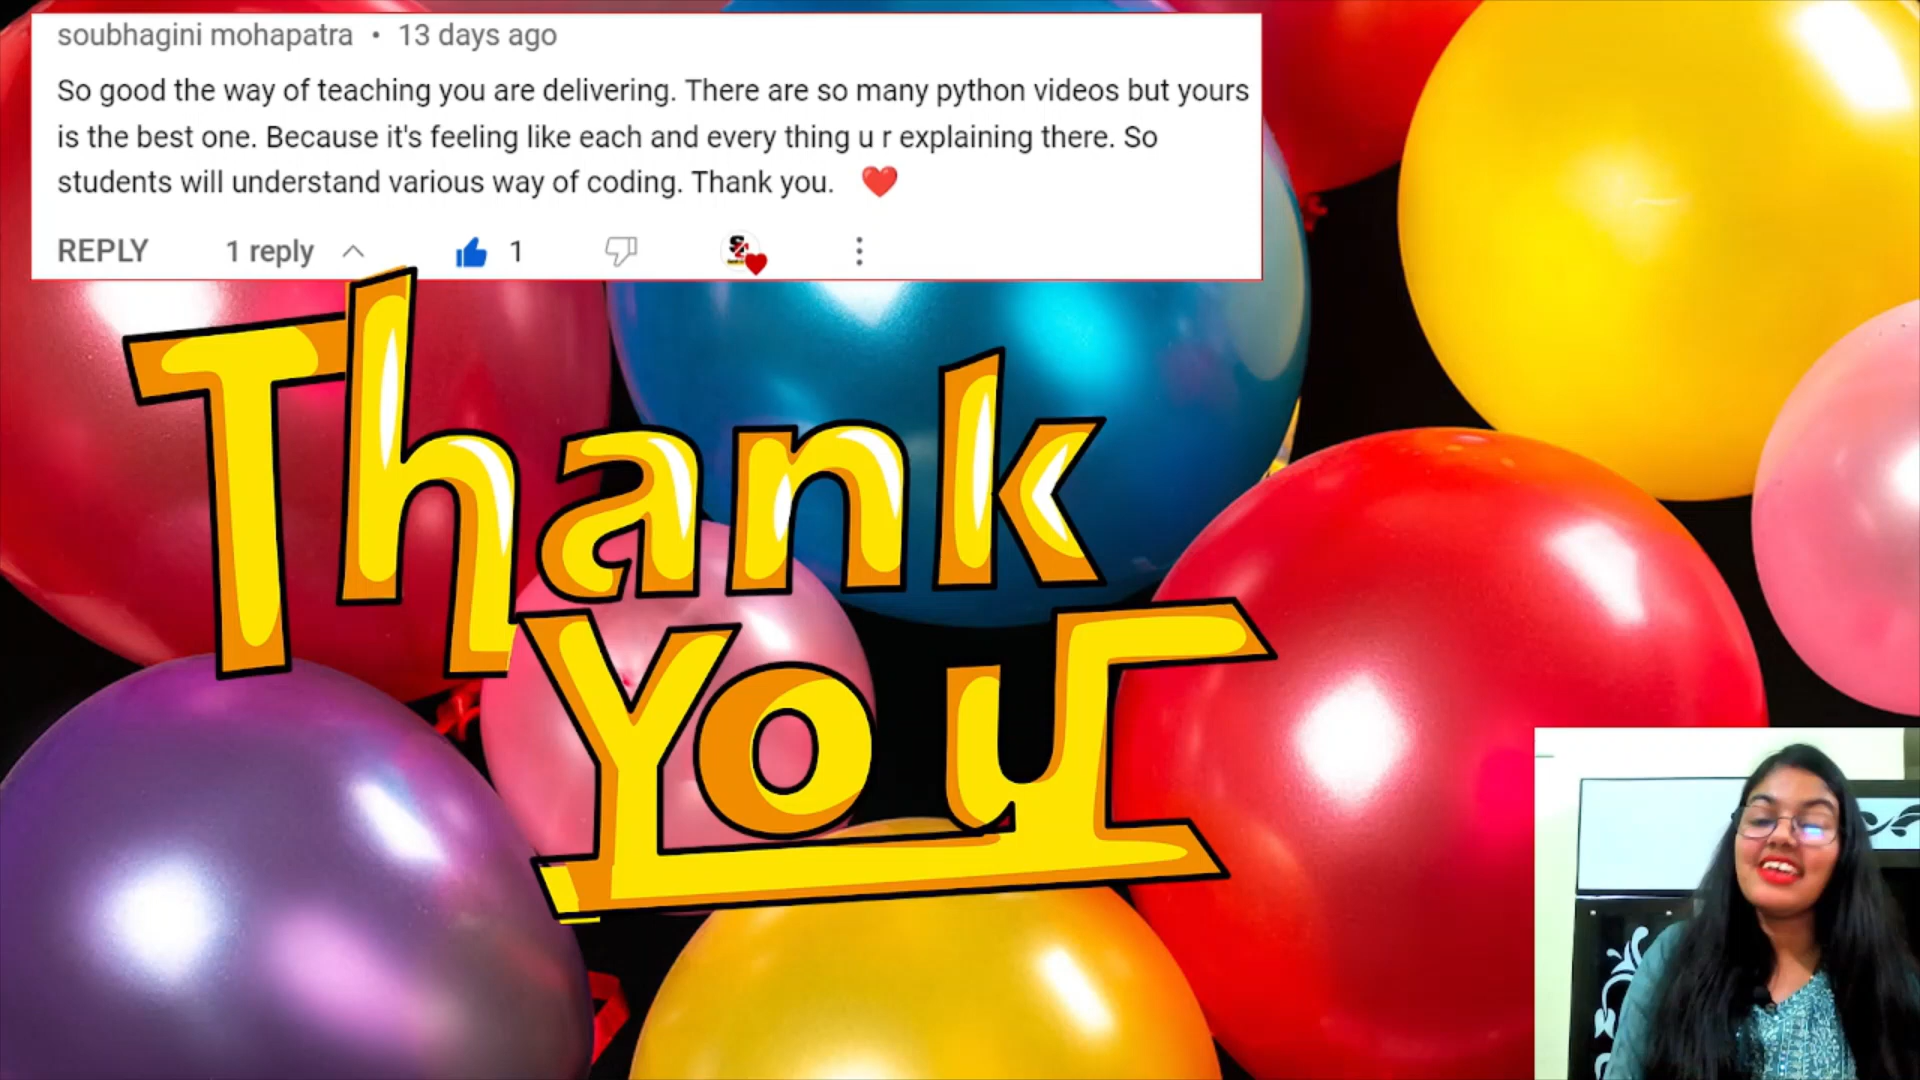 soubhagini mohapatra • 13 days ago
So good the way of teaching you are delivering. There are so many python videos but yours
is the best one. Because it's feeling like each and every thing u r explaining there. So
students will understand various way of coding. Thank you. ❤️
REPLY 1 reply 1
Thank
You